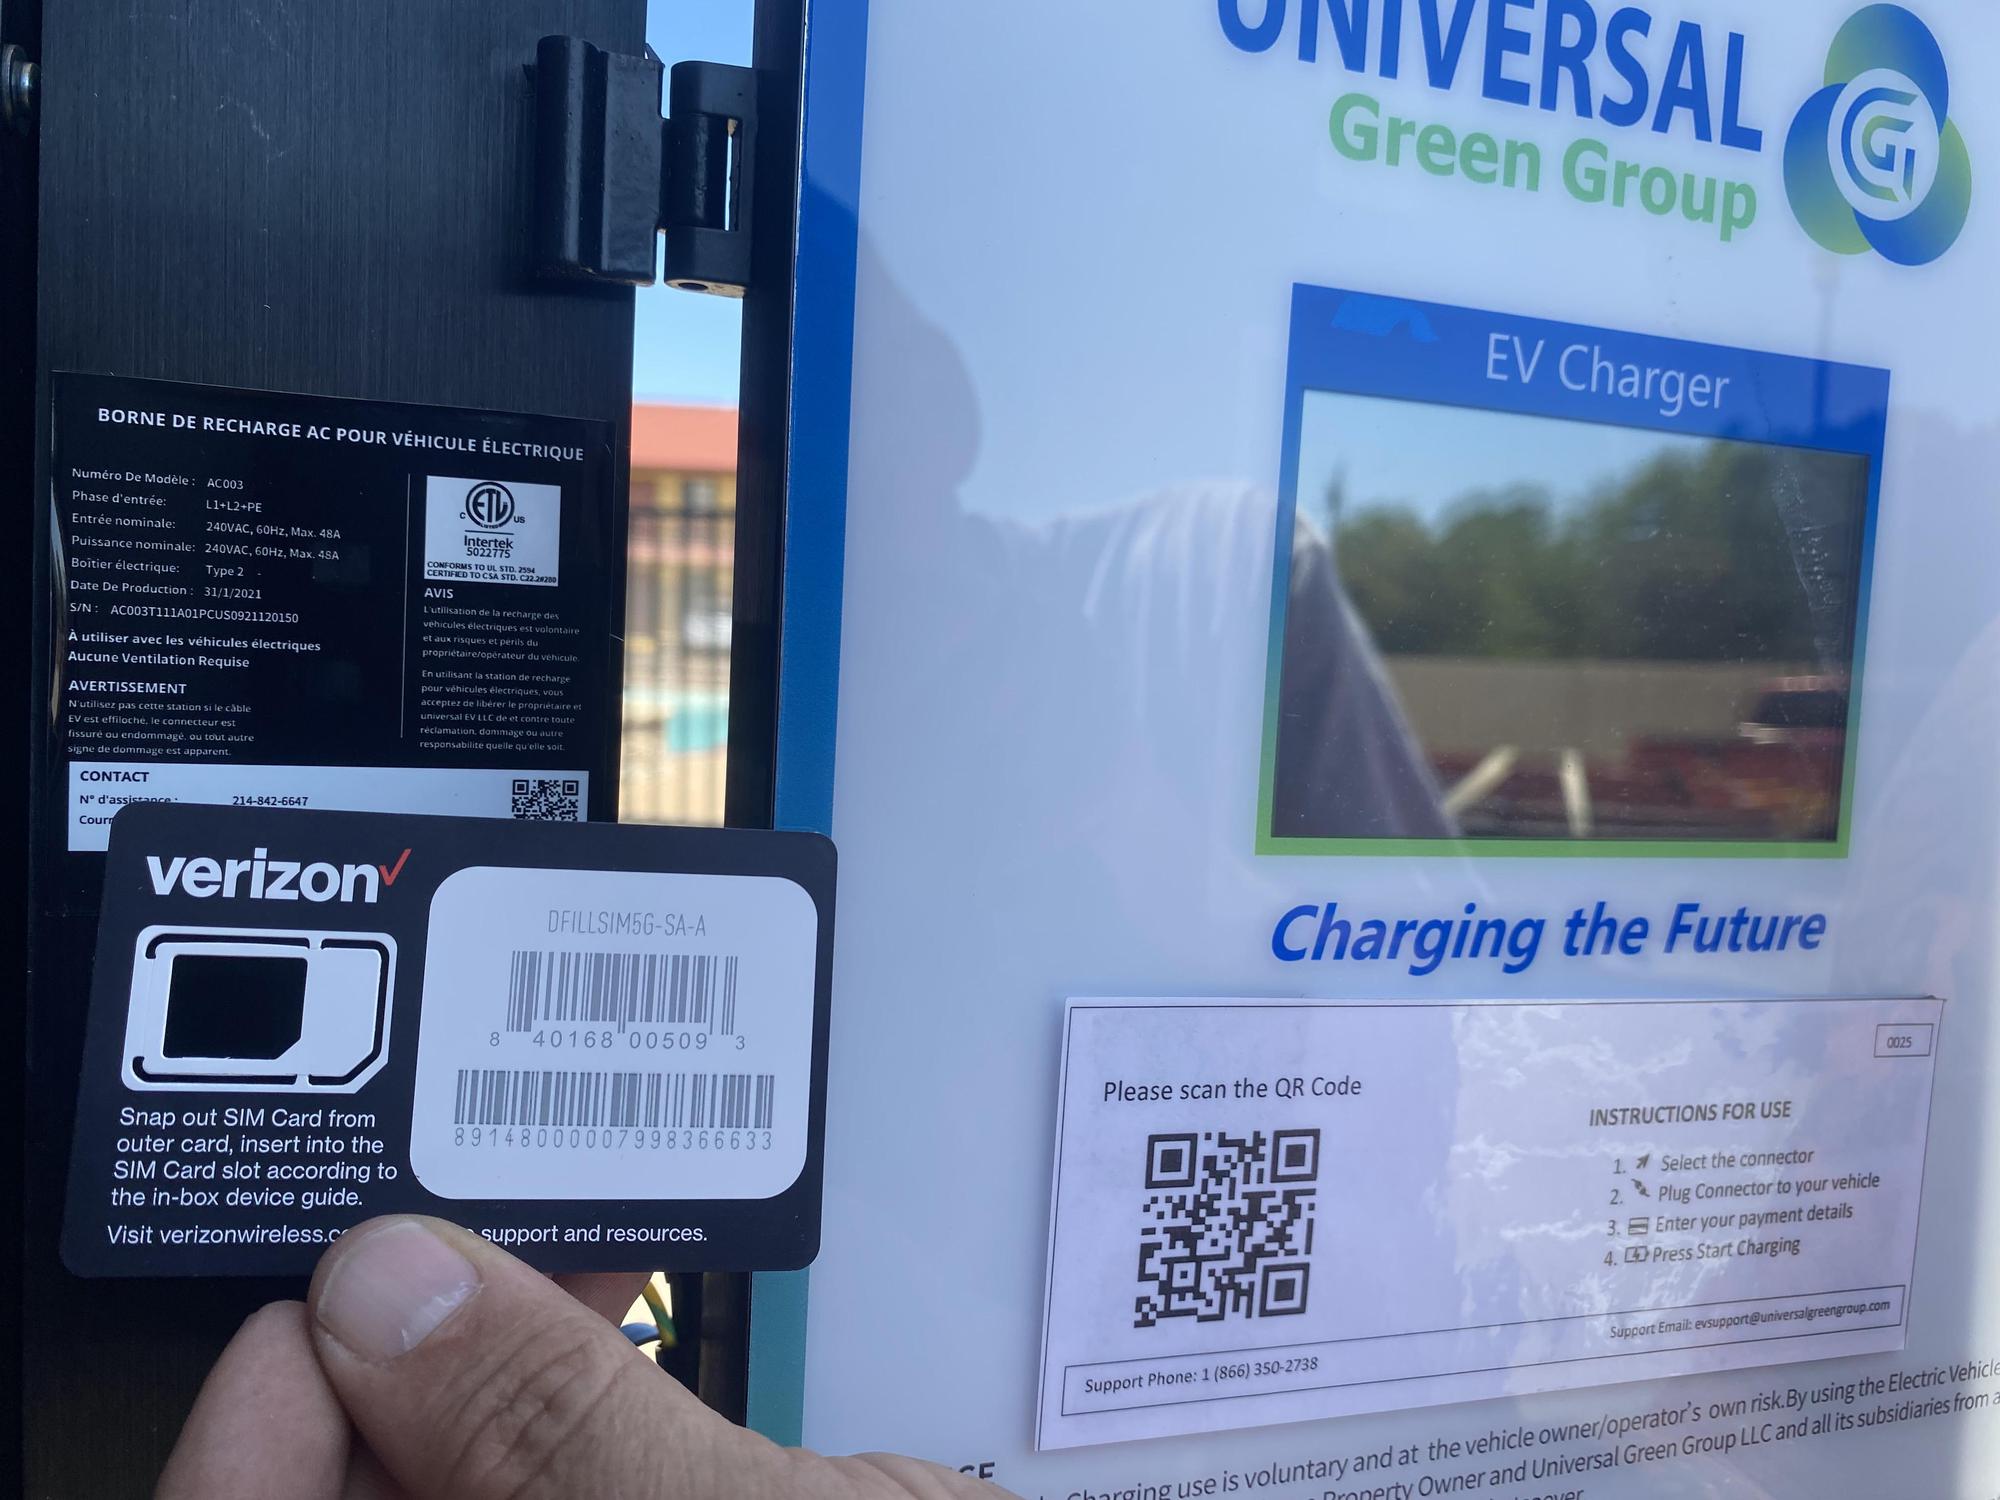 UNIVERSAL
Green Group
EV Charger
Charging the Future
BORNE DE RECHARGE AC POUR VÉHICULE ÉLECTRIQUE
Numéro De Modèle : AC003
Phase d'entrée: L1+L2+PE
Entrée nominale: 240VAC, 60Hz, Max. 48A
Puissance nominale: 240VAC, 60Hz, Max. 48A
Boîtier électrique: Type 2
Date De Production : 31/1/2021
S/N : AC003T111A01PCUS0921120150
À utiliser avec les véhicules électriques
Aucune Ventilation Requise
AVERTISSEMENT
N'utilisez pas cette station si le câble
EV est effiloché, le connecteur est
fissuré ou endommagé, ou tout autre
signe de dommage est apparent.
ETL
LISTED
C US
Intertek
5022775
CONFORMS TO UL STD. 2594
CERTIFIED TO CSA STD. C22.2#280
AVIS
L'utilisation de la recharge des
véhicules électriques est volontaire
et aux risques et périls du
propriétaire/opérateur du véhicule.
En utilisant la station de recharge
pour véhicules électriques, vous
acceptez de libérer le propriétaire et
universal EV LLC de et contre toute
réclamation, dommage ou autre
responsabilite quelle qu'elle soit.
CONTACT
N° d'assistance : 214-842-6647
Cour
verizon
DFILLSIM5G-SA-A
8 40168 00509 3
89148000007998366633
Snap out SIM Card from
outer card, insert into the
SIM Card slot according to
the in-box device guide.
Visit verizonwireless.c support and resources.
0025
Please scan the QR Code
INSTRUCTIONS FOR USE
1. Select the connector
2. Plug Connector to your vehicle
3. Enter your payment details
4. Press Start Charging
Support Email: evsupport@universalgreengroup.com
Support Phone: 1 (866) 350-2738
Charging use is voluntary and at the vehicle owner/operator's own risk.By using the Electric Vehicle
Property Owner and Universal Green Group LLC and all its subsidiaries from